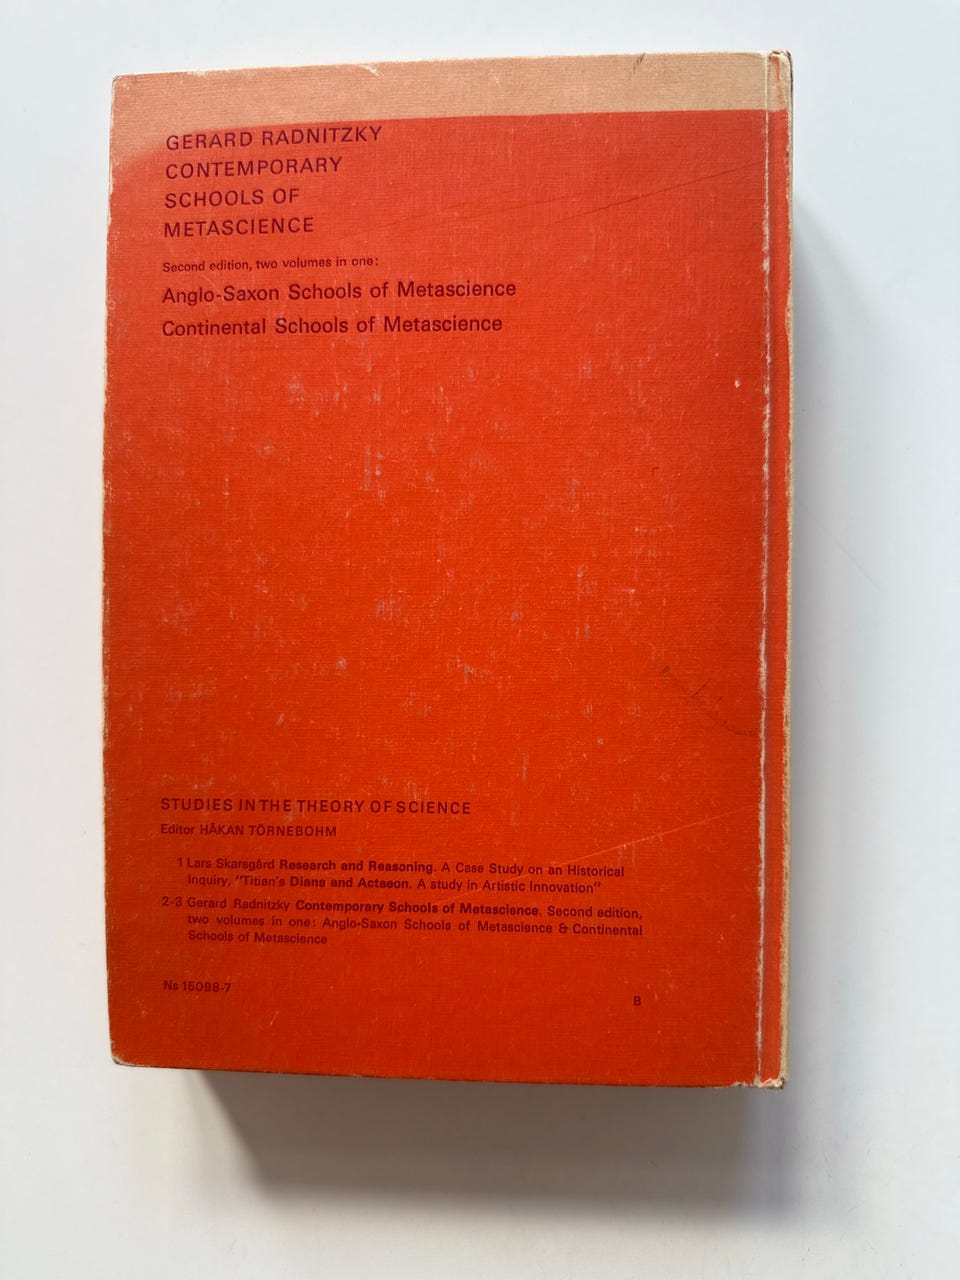 GERARD RADNITZKY
CONTEMPORARY
SCHOOLS OF
METASCIENCE
Second edition, two volumes in one:
Anglo-Saxon Schools of Metascience
Continental Schools of Metascience
STUDIES IN THE THEORY OF SCIENCE
Editor HÅKAN TÖRNEBOHM
1 Lars Skarsgård Research and Reasoning. A Case Study on an Historical
Inquiry, "Titian's Diana and Actaeon. A study in Artistic Innovation"
2-3 Gerard Radnitzky Contemporary Schools of Metascience. Second edition,
two volumes in one: Anglo-Saxon Schools of Metascience & Continental
Schools of Metascience
Ns 15098-7
B